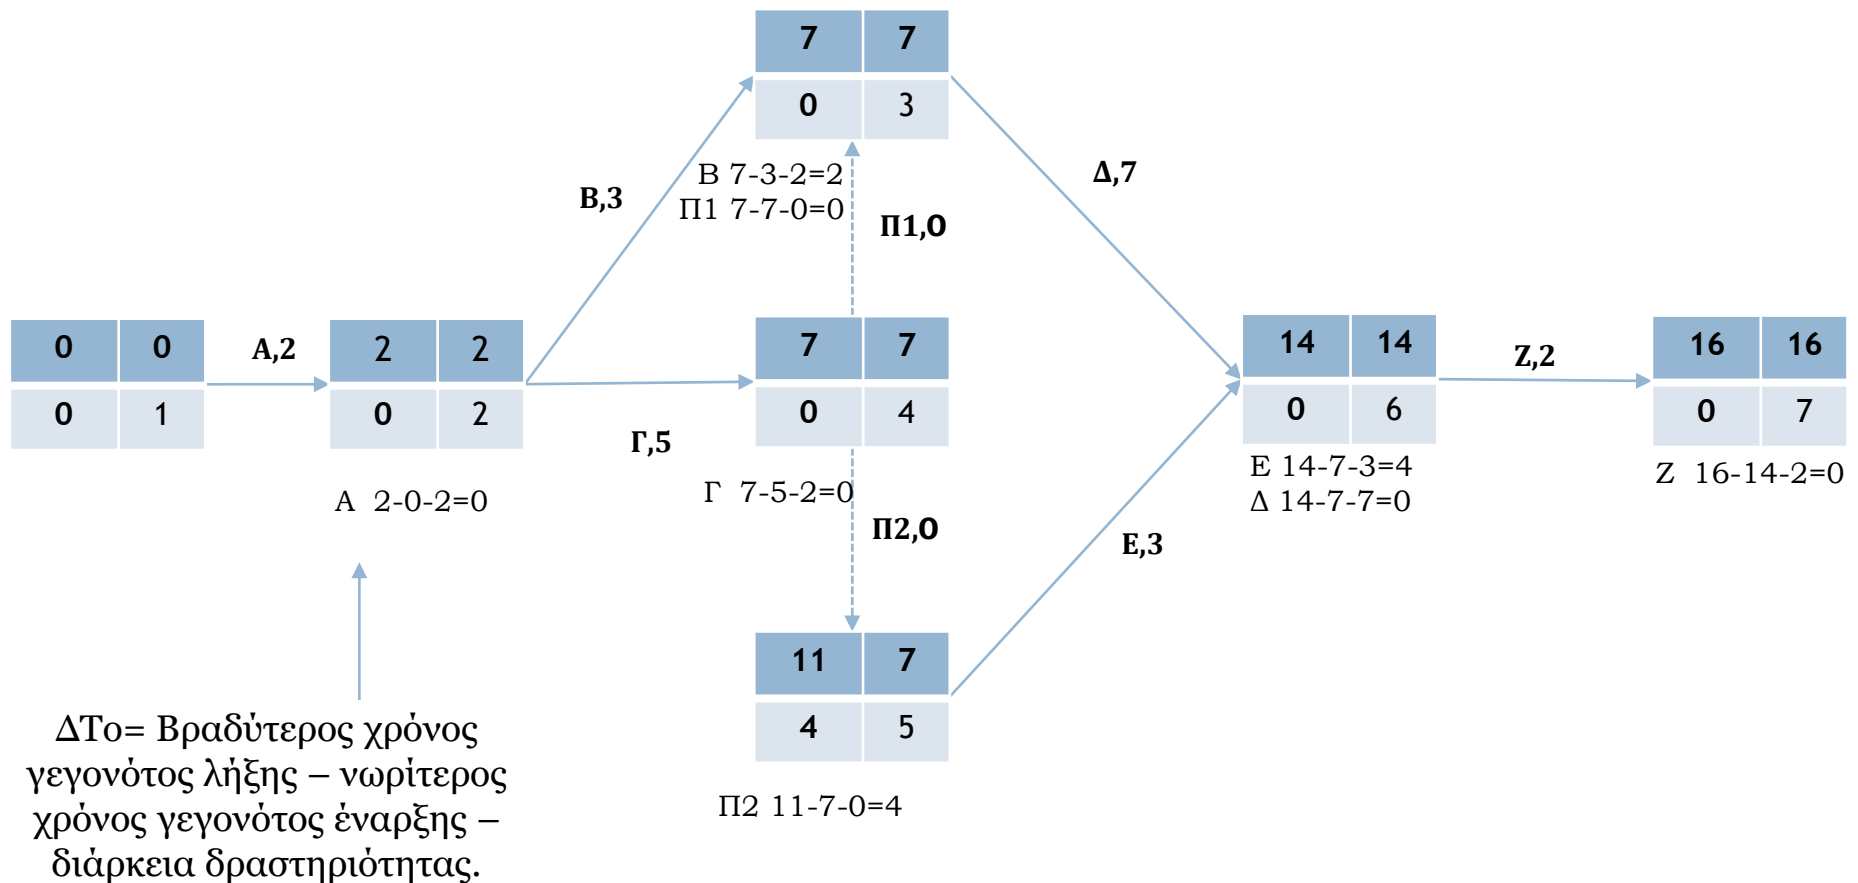 7 7
0 3
Β 7-3-2=2
Π1 7-7-0=0
Β,3
Π1,0
Δ,7
0 0
0 1
Α,2
2 2
0 2
Α 2-0-2=0
Γ,5
7 7
0 4
Γ 7-5-2=0
Π2,0
Ε,3
14 14
0 6
Ε 14-7-3=4
Δ 14-7-7=0
Ζ,2
16 16
0 7
Ζ 16-14-2=0
11 7
4 5
Π2 11-7-0=4
ΔΤο= Βραδύτερος χρόνος
γεγονότος λήξης – νωρίτερος
χρόνος γεγονότος έναρξης –
διάρκεια δραστηριότητας.